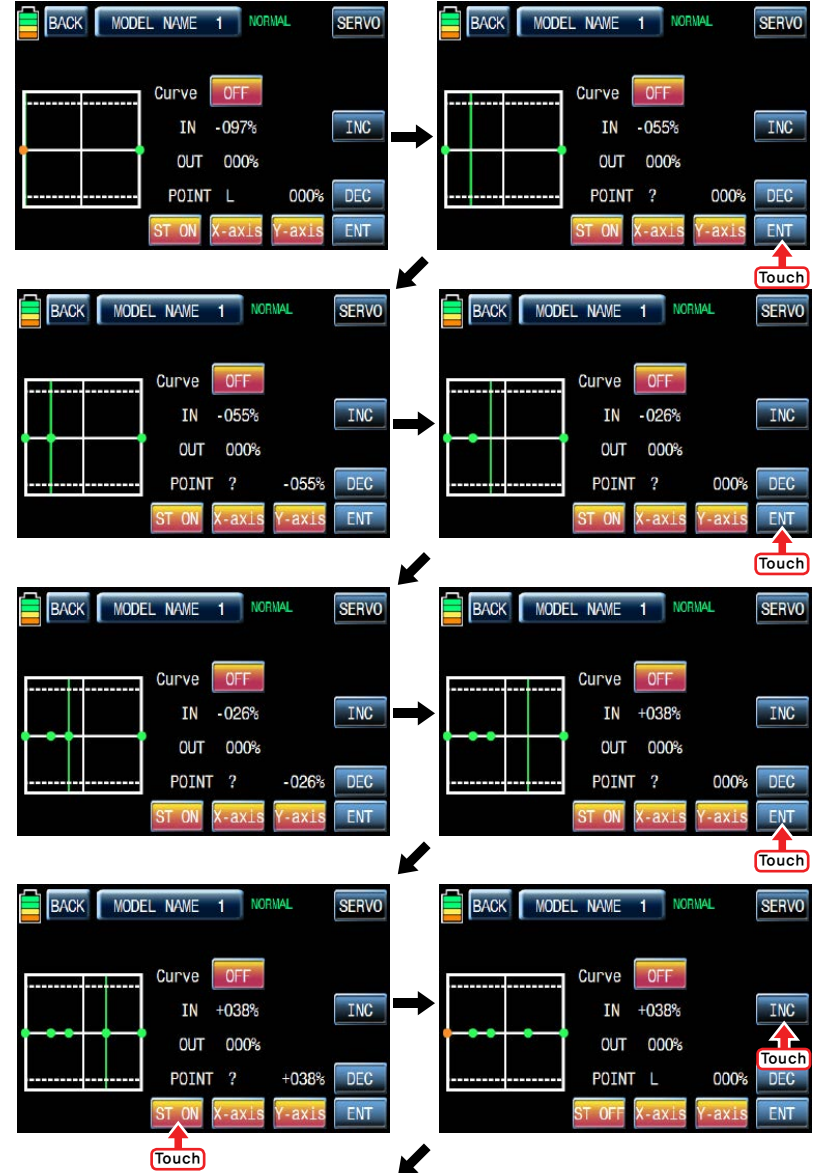 BACK MODEL NAME 1 NORMAL SERVO
Curve OFF
IN -097% INC
OUT 000%
POINT L 000% DEC
ST ON X-axis Y-axis ENT
BACK MODEL NAME 1 NORMAL SERVO
Curve OFF
IN -055% INC
OUT 000%
POINT ? 000% DEC
ST ON X-axis Y-axis ENT
Touch
BACK MODEL NAME 1 NORMAL SERVO
Curve OFF
IN -055% INC
OUT 000%
POINT ? -055% DEC
ST ON X-axis Y-axis ENT
BACK MODEL NAME 1 NORMAL SERVO
Curve OFF
IN -026% INC
OUT 000%
POINT ? 000% DEC
ST ON X-axis Y-axis ENT
Touch
BACK MODEL NAME 1 NORMAL SERVO
Curve OFF
IN -026% INC
OUT 000%
POINT ? -026% DEC
ST ON X-axis Y-axis ENT
BACK MODEL NAME 1 NORMAL SERVO
Curve OFF
IN +038% INC
OUT 000%
POINT ? 000% DEC
ST ON X-axis Y-axis ENT
Touch
BACK MODEL NAME 1 NORMAL SERVO
Curve OFF
IN +038% INC
OUT 000%
POINT ? +038% DEC
ST ON X-axis Y-axis ENT
Touch
BACK MODEL NAME 1 NORMAL SERVO
Curve OFF
IN +038% INC
OUT 000%
Touch
POINT L 000% DEC
ST OFF X-axis Y-axis ENT